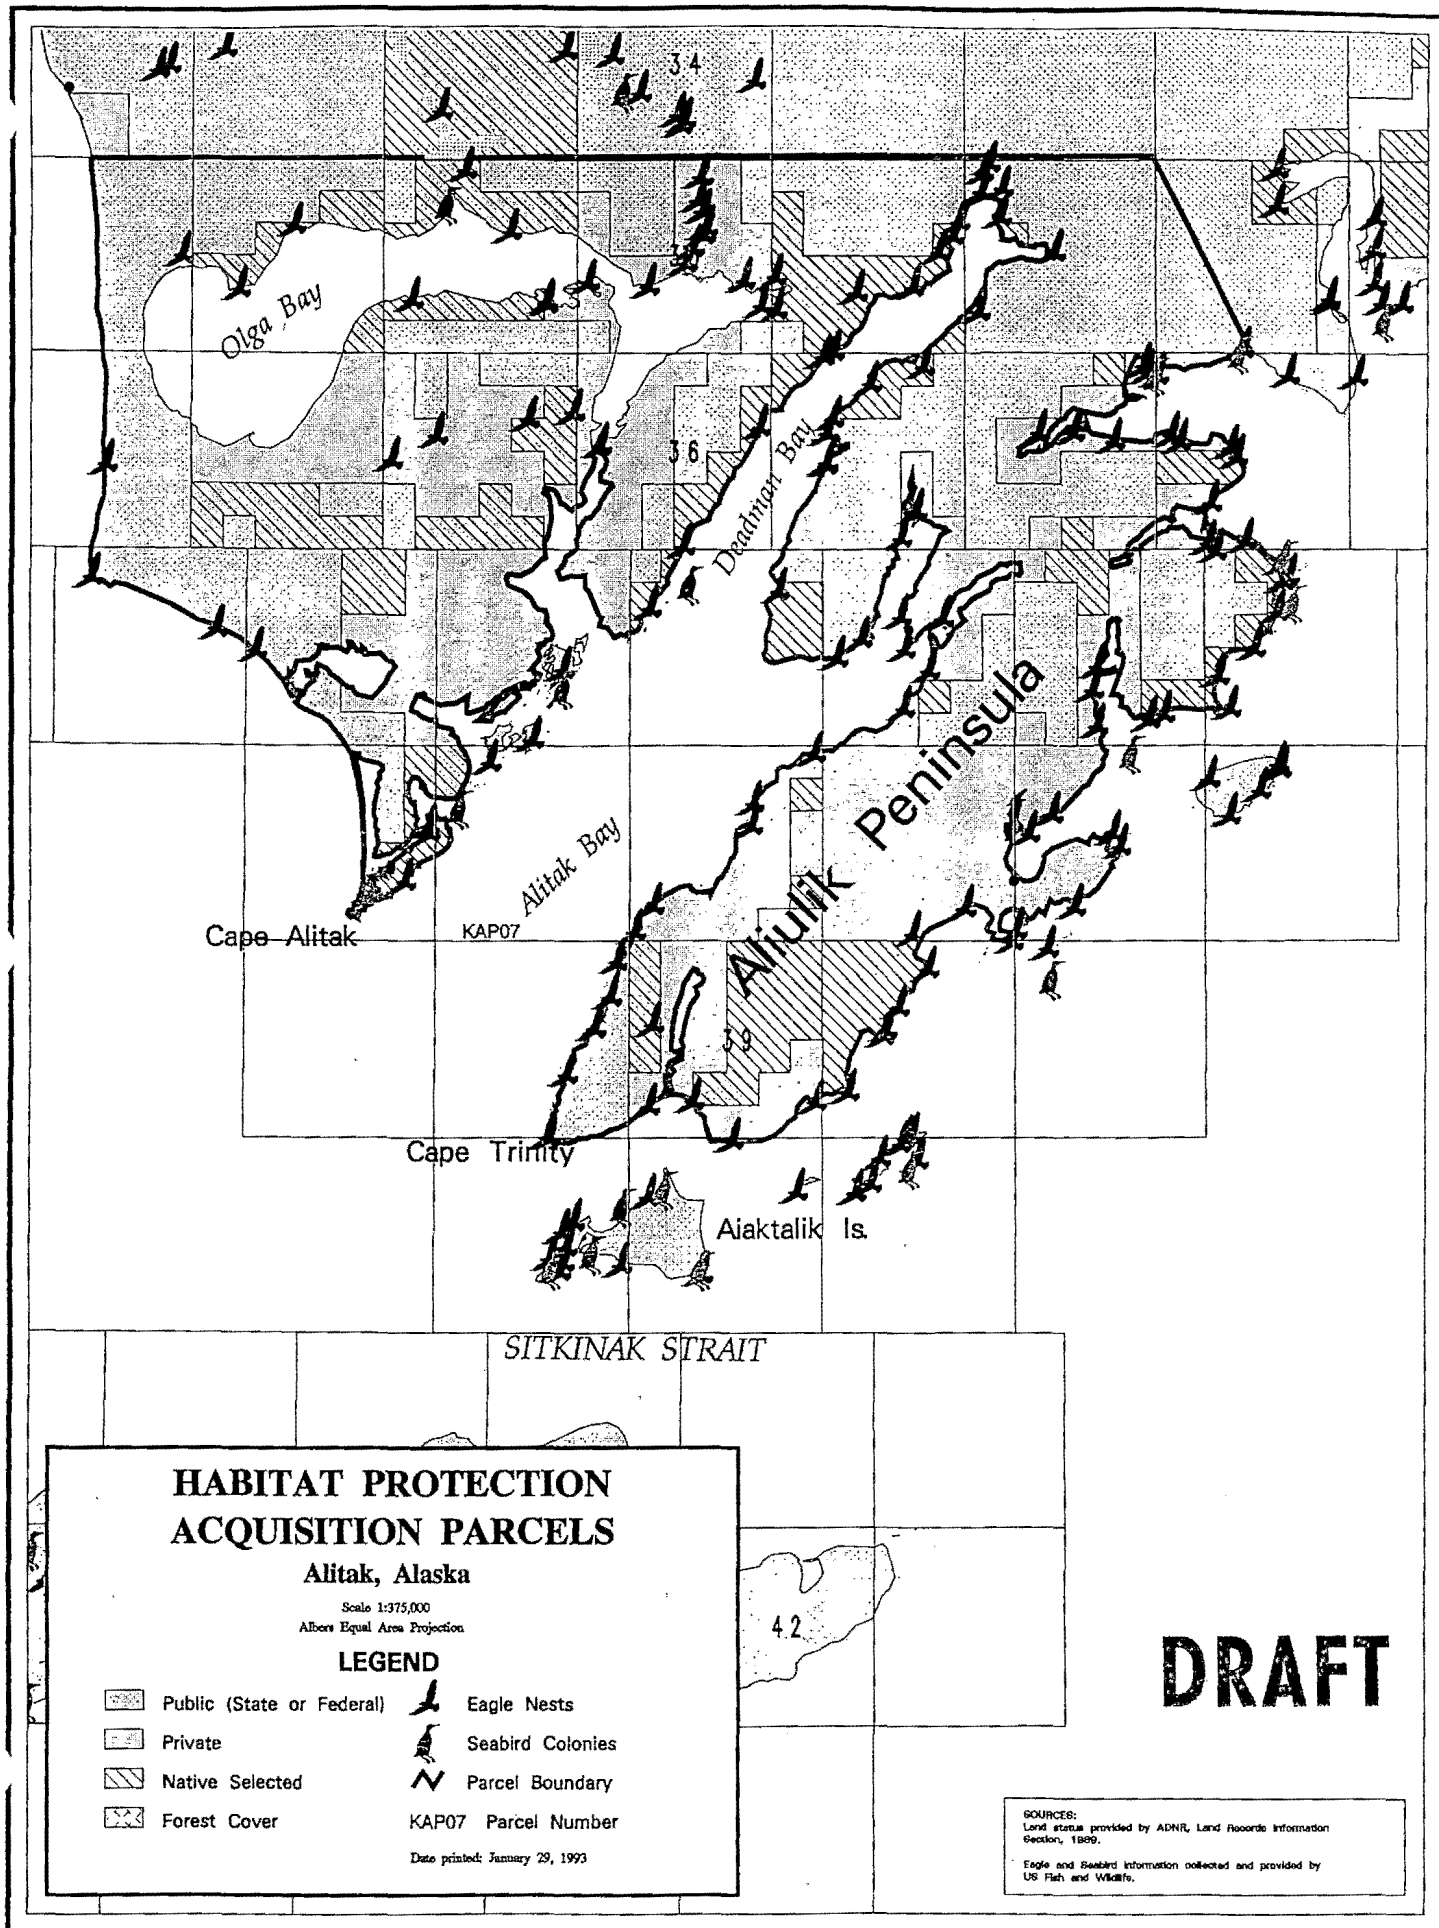 34
Olga Bay
36
Deadman Bay
Aliulik Peninsula
Alitak Bay
Cape Alitak
KAP07
39
Cape Trinity
Aiaktalik Is.
SITKINAK STRAIT
HABITAT PROTECTION
ACQUISITION PARCELS
Alitak, Alaska
Scale 1:375,000
Albers Equal Area Projection
LEGEND
Public (State or Federal)
Eagle Nests
Private
Seabird Colonies
Native Selected
Parcel Boundary
Forest Cover
KAP07 Parcel Number
Date printed: January 29, 1993
42
DRAFT
SOURCES:
Land status provided by ADNR, Land Records Information
Section, 1989.
Eagle and Seabird information collected and provided by
US Fish and Wildlife.